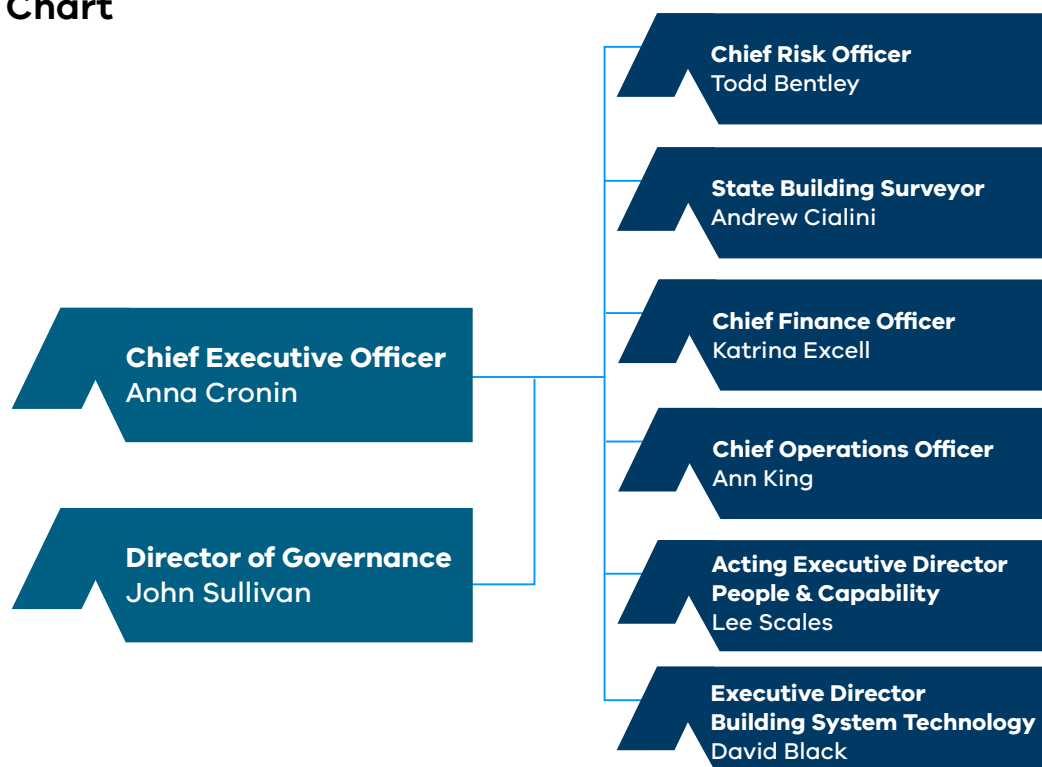 Chart
Chief Executive Officer
Anna Cronin
Director of Governance
John Sullivan
Chief Risk Officer
Todd Bentley
State Building Surveyor
Andrew Cialini
Chief Finance Officer
Katrina Excell
Chief Operations Officer
Ann King
Acting Executive Director
People & Capability
Lee Scales
Executive Director
Building System Technology
David Black